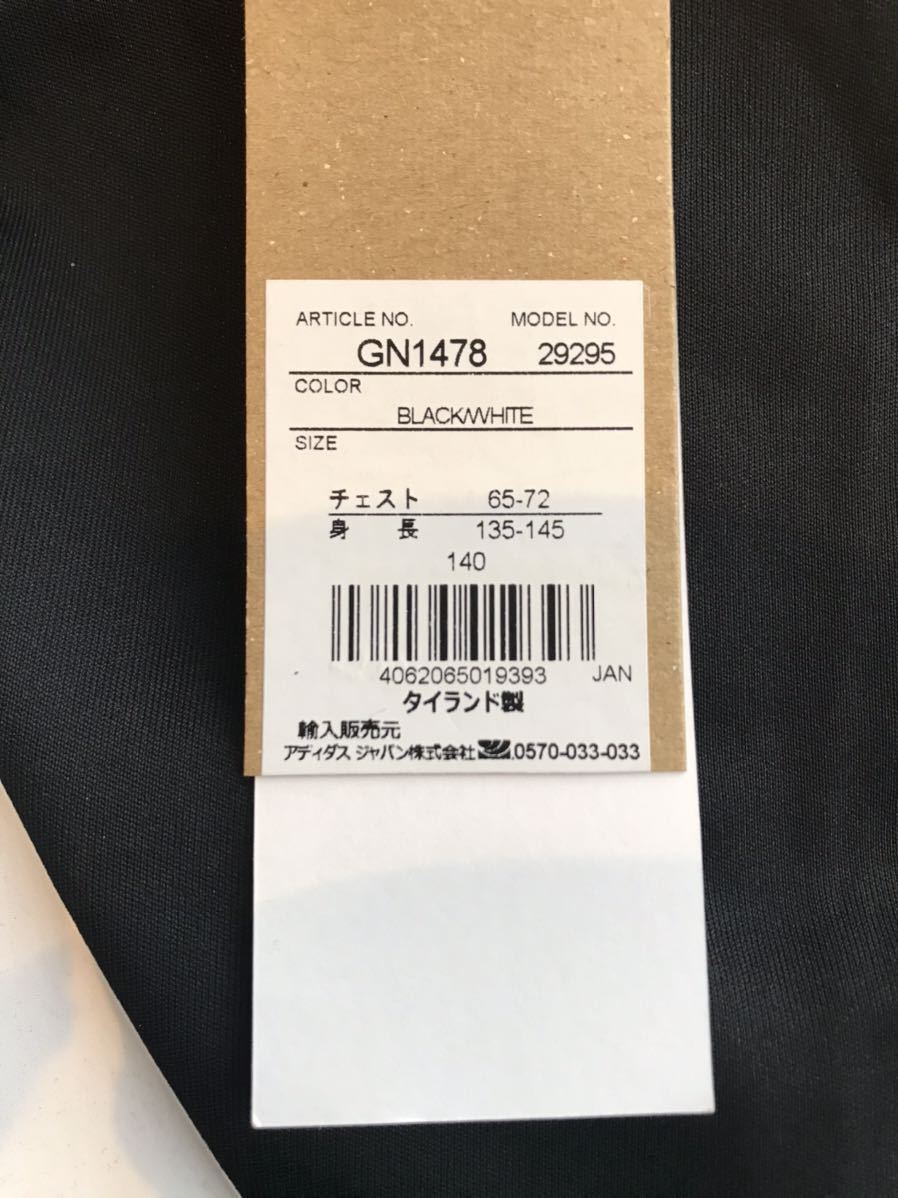 ARTICLE NO. MODEL NO.
GN1478 29295
COLOR
BLACK/WHITE
SIZE
チェスト 65-72
身 長 135-145
140
4062065019393 JAN
タイランド製
輸入販売元
アディダス ジャパン株式会社 0570-033-033